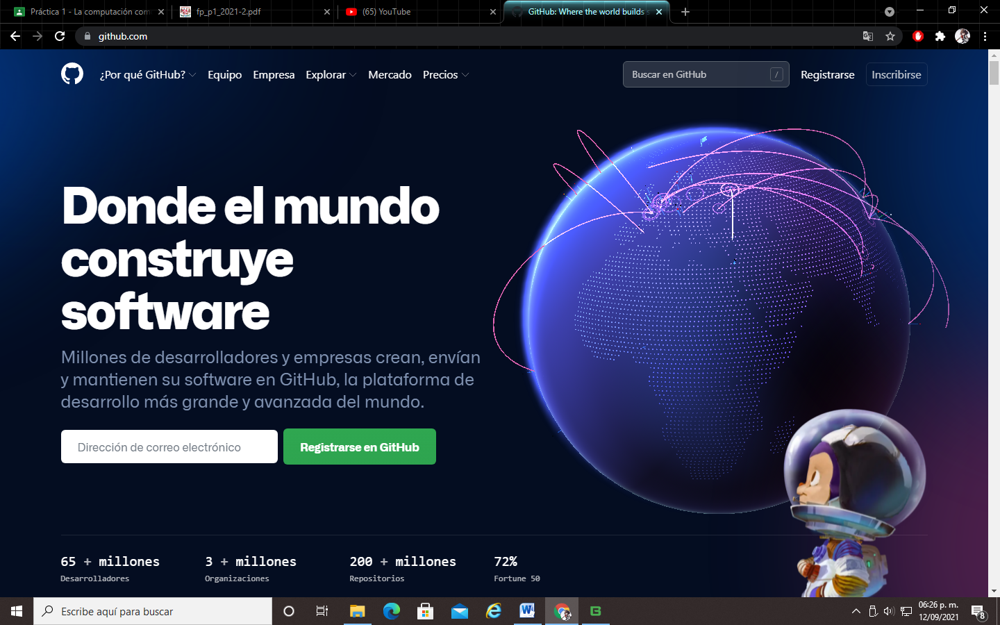 Práctica 1 - La computación com
fp_p1_2021-2.pdf
(65) YouTube
GitHub: Where the world builds s
github.com
¿Por qué GitHub?
Equipo
Empresa
Explorar
Mercado
Precios
Buscar en GitHub
/
Registrarse
Inscribirse
Donde el mundo
construye
software
Millones de desarrolladores y empresas crean, envían
y mantienen su software en GitHub, la plataforma de
desarrollo más grande y avanzada del mundo.
Dirección de correo electrónico
Registrarse en GitHub
65 + millones
Desarrolladores
3 + millones
Organizaciones
200 + millones
Repositorios
72%
Fortune 50
Escribe aquí para buscar
06:26 p. m.
12/09/2021
8